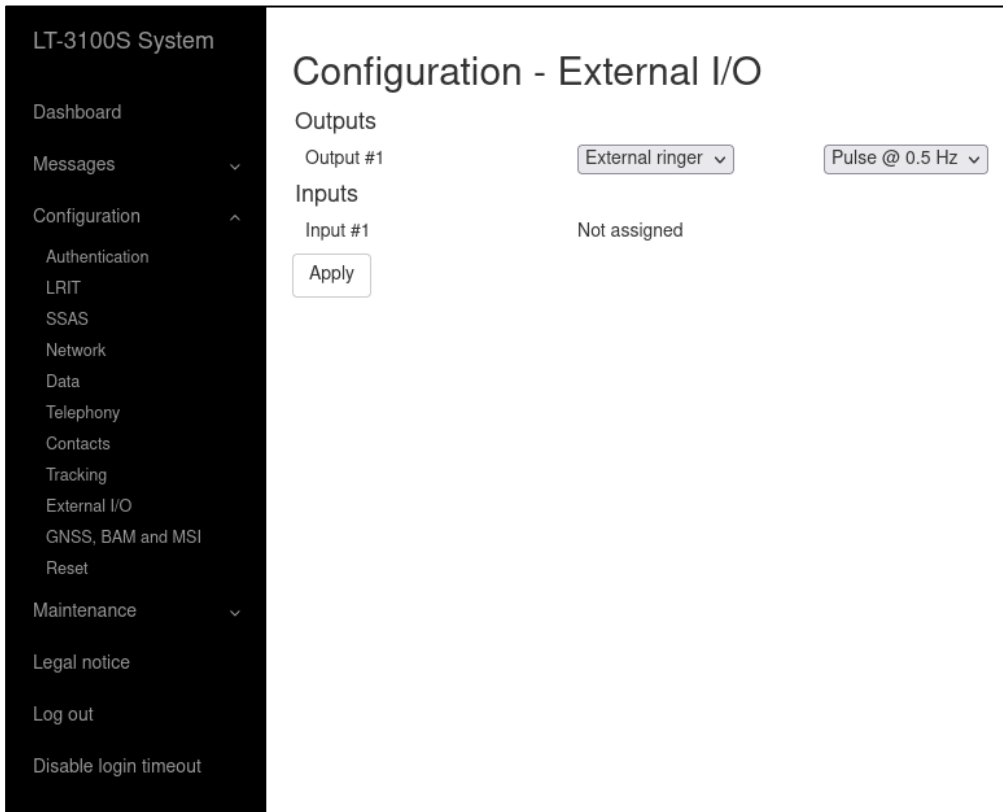 LT-3100S System
Dashboard
Messages
Configuration
Authentication
LRIT
SSAS
Network
Data
Telephony
Contacts
Tracking
External I/O
GNSS, BAM and MSI
Reset
Maintenance
Legal notice
Log out
Disable login timeout
Configuration - External I/O
Outputs
Output #1 External ringer Pulse @ 0.5 Hz
Inputs
Input #1 Not assigned
Apply